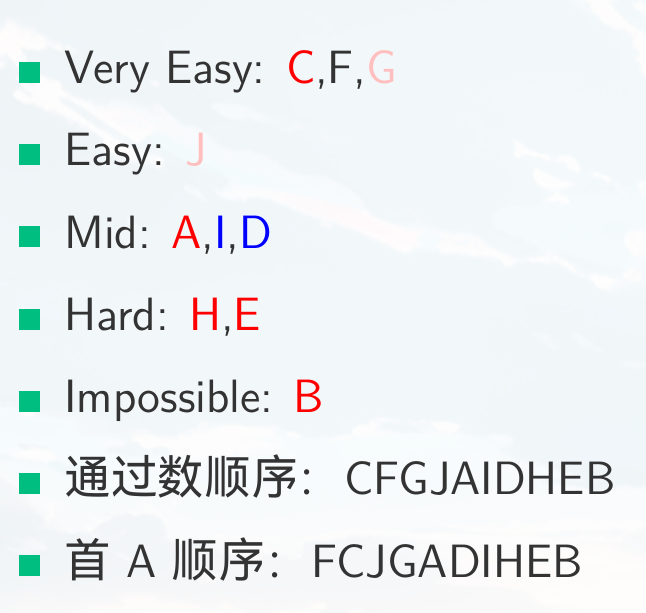 Very Easy: C,F,G
Easy: J
Mid: A,I,D
Hard: H,E
Impossible: B
通过数顺序：CFGJAIDHEB
首 A 顺序：FCJGADIHEB